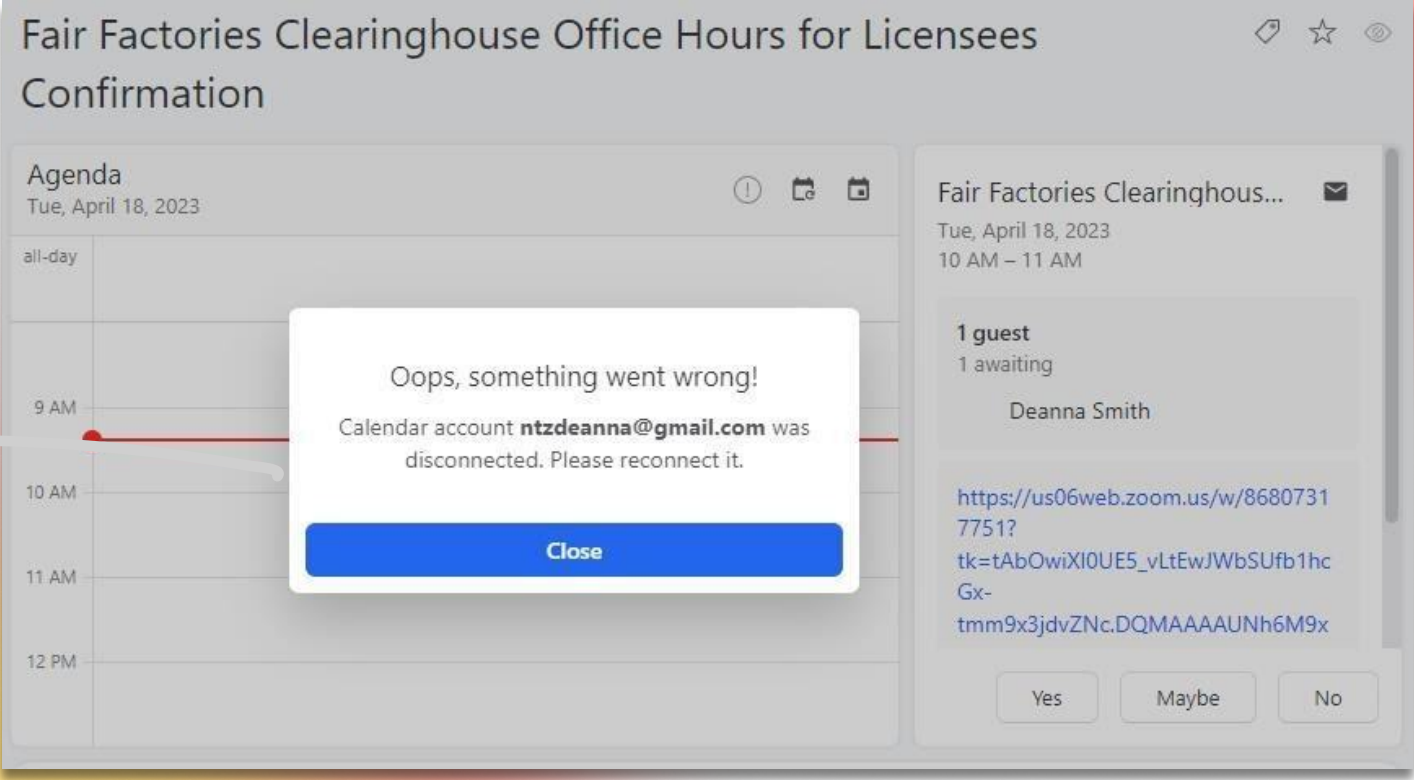 Fair Factories Clearinghouse Office Hours for Licensees
Confirmation
Agenda
Tue, April 18, 2023
all-day
9 AM
10 AM
11 AM
12 PM
Oops, something went wrong!
Calendar account ntzdeanna@gmail.com was
disconnected. Please reconnect it.
Close
Fair Factories Clearinghous...
Tue, April 18, 2023
10 AM – 11 AM
1 guest
1 awaiting
Deanna Smith
https://us06web.zoom.us/w/8680731
7751?
tk=tAbOwiXl0UE5_vLtEwJWbSUfb1hc
Gx-
tmm9x3jdvZNc.DQMAAAAUNh6M9x
Yes
Maybe
No